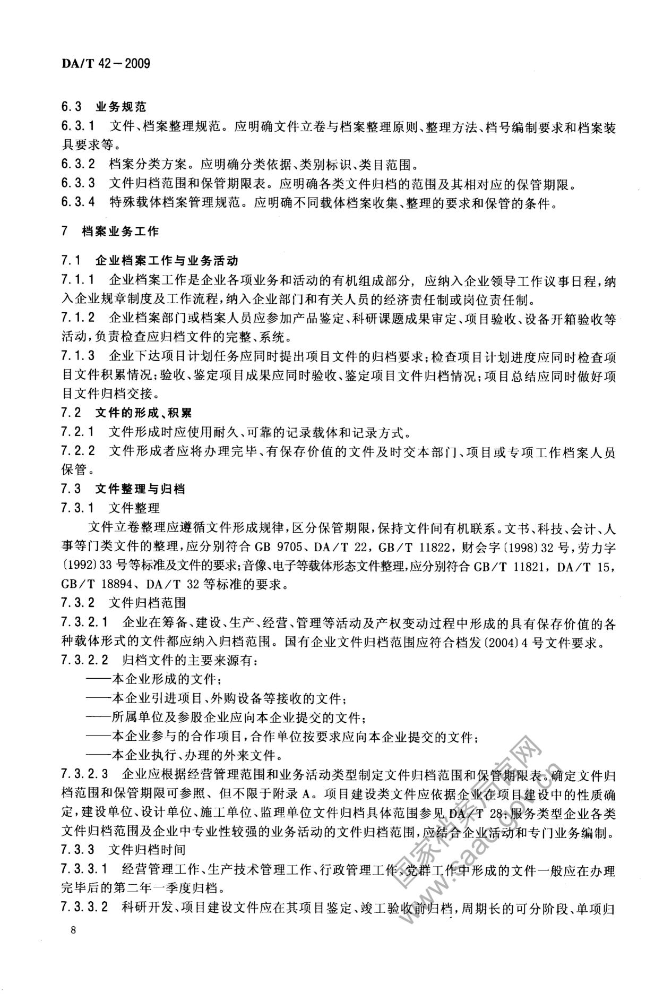 DA/T 42－2009
6.3 业务规范
6.3.1 文件、档案整理规范。应明确文件立卷与档案整理原则、整理方法、档号编制要求和档案装
具要求等。
6.3.2 档案分类方案。应明确分类依据、类别标识、类目范围。
6.3.3 文件归档范围和保管期限表。应明确各类文件归档的范围及其相对应的保管期限。
6.3.4 特殊载体档案管理规范。应明确不同载体档案收集、整理的要求和保管的条件。
7 档案业务工作
7.1 企业档案工作与业务活动
7.1.1 企业档案工作是企业各项业务和活动的有机组成部分，应纳入企业领导工作议事日程，纳
入企业规章制度及工作流程，纳入企业部门和有关人员的经济责任制或岗位责任制。
7.1.2 企业档案部门或档案人员应参加产品鉴定、科研课题成果审定、项目验收、设备开箱验收等
活动，负责检查应归档文件的完整、系统。
7.1.3 企业下达项目计划任务应同时提出项目文件的归档要求；检查项目计划进度应同时检查项
目文件积累情况；验收、鉴定项目成果应同时验收、鉴定项目文件归档情况；项目总结应同时做好项
目文件归档交接。
7.2 文件的形成、积累
7.2.1 文件形成时应使用耐久、可靠的记录载体和记录方式。
7.2.2 文件形成者应将办理完毕、有保存价值的文件及时交本部门、项目或专项工作档案人员
保管。
7.3 文件整理与归档
7.3.1 文件整理
文件立卷整理应遵循文件形成规律，区分保管期限，保持文件间有机联系。文书、科技、会计、人
事等门类文件的整理，应分别符合 GB 9705、DA/T 22，GB/T 11822，财会字〔1998〕32 号，劳力字
〔1992〕33 号等标准及文件的要求；音像、电子等载体形态文件整理，应分别符合 GB/T 11821，DA/T 15，
GB/T 18894、DA/T 32 等标准的要求。
7.3.2 文件归档范围
7.3.2.1 企业在筹备、建设、生产、经营、管理等活动及产权变动过程中形成的具有保存价值的各
种载体形式的文件都应纳入归档范围。国有企业文件归档范围应符合档发〔2004〕4 号文件要求。
7.3.2.2 归档文件的主要来源有：
——本企业形成的文件；
——本企业引进项目、外购设备等接收的文件；
——所属单位及参股企业应向本企业提交的文件；
——本企业参与的合作项目，合作单位按要求应向本企业提交的文件；
——本企业执行、办理的外来文件。
7.3.2.3 企业应根据经营管理范围和业务活动类型制定文件归档范围和保管期限表。确定文件归
档范围和保管期限可参照、但不限于附录 A。项目建设类文件应依据企业在项目建设中的性质确
定，建设单位、设计单位、施工单位、监理单位文件归档具体范围参见 DA/T 28；服务类型企业各类
文件归档范围及企业中专业性较强的业务活动的文件归档范围，应结合企业活动和专门业务编制。
7.3.3 文件归档时间
7.3.3.1 经营管理工作、生产技术管理工作、行政管理工作、党群工作中形成的文件一般应在办理
完毕后的第二年一季度归档。
7.3.3.2 科研开发、项目建设文件应在其项目鉴定、竣工验收前归档，周期长的可分阶段、单项归
8
国家档案局官网
www.saac.gov.cn